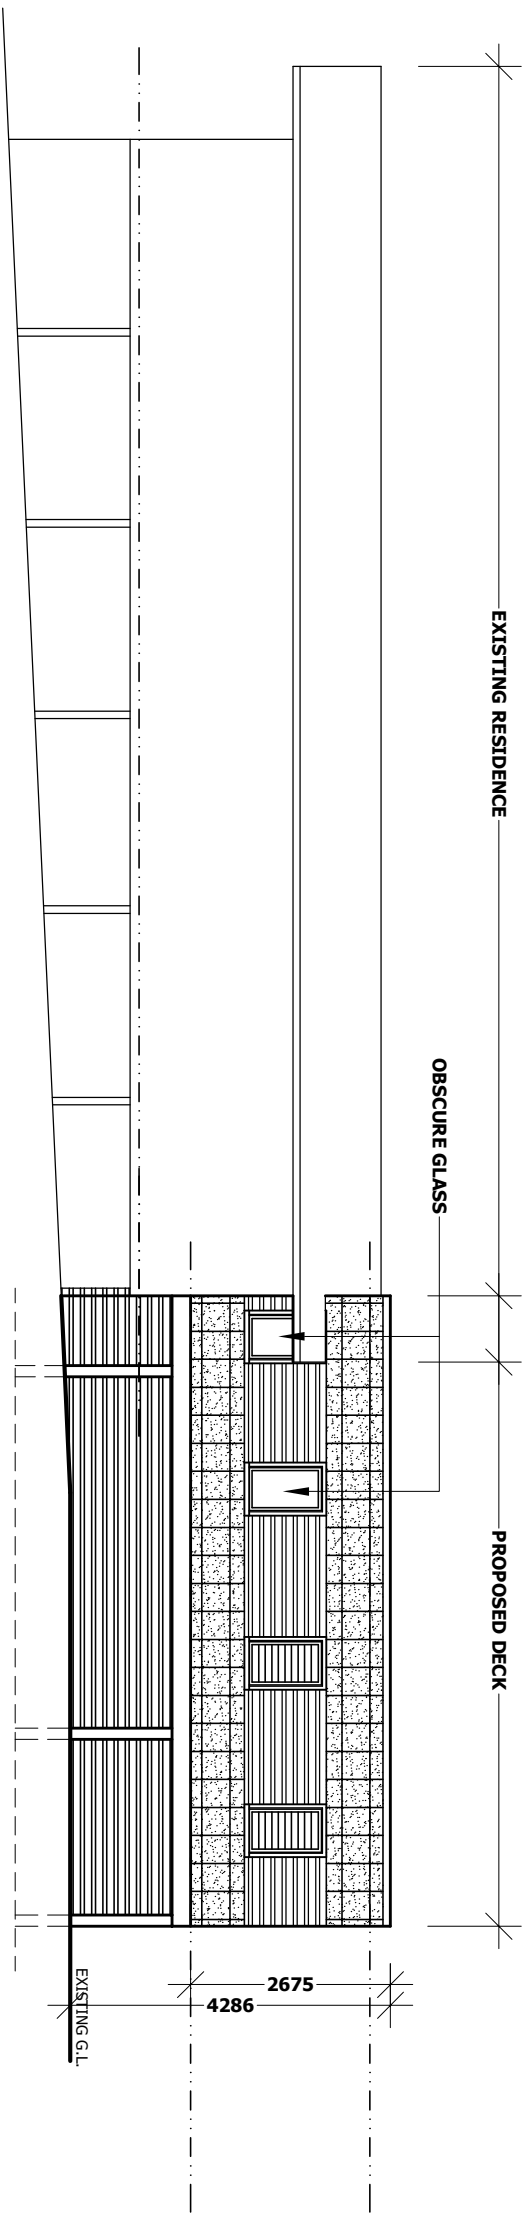 EXISTING RESIDENCE
PROPOSED DECK
OBSCURE GLASS
2675
4286
EXISTING G.L.